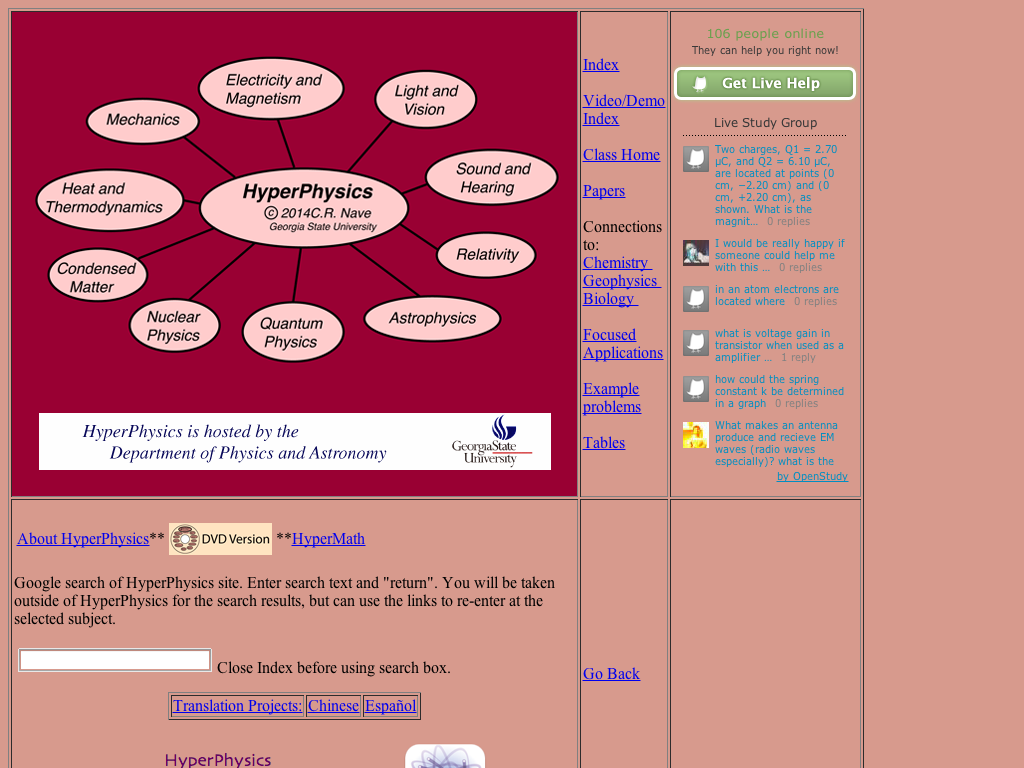 Electricity and
Magnetism
Light and
Vision
Mechanics
Sound and
Hearing
HyperPhysics
© 2014C.R. Nave
Georgia State University
Heat and
Thermodynamics
Relativity
Condensed
Matter
Nuclear
Physics
Quantum
Physics
Astrophysics
HyperPhysics is hosted by the
Department of Physics and Astronomy
GeorgiaState
University
Index
Video/Demo
Index
Class Home
Papers
Connections
to:
Chemistry
Geophysics
Biology
Focused
Applications
Example
problems
Tables
106 people online
They can help you right now!
Get Live Help
Live Study Group
Two charges, Q1 = 2.70
µC, and Q2 = 6.10 µC,
are located at points (0
cm, −2.20 cm) and (0
cm, +2.20 cm), as
shown. What is the
magnit... 0 replies
I would be really happy if
someone could help me
with this ... 0 replies
in an atom electrons are
located where 0 replies
what is voltage gain in
transistor when used as a
amplifier ... 1 reply
how could the spring
constant k be determined
in a graph 0 replies
What makes an antenna
produce and recieve EM
waves (radio waves
especially)? what is the
by OpenStudy
About HyperPhysics** DVD Version **HyperMath
Google search of HyperPhysics site. Enter search text and "return". You will be taken
outside of HyperPhysics for the search results, but can use the links to re-enter at the
selected subject.
Close Index before using search box.
Translation Projects: Chinese Español
HyperPhysics
Go Back